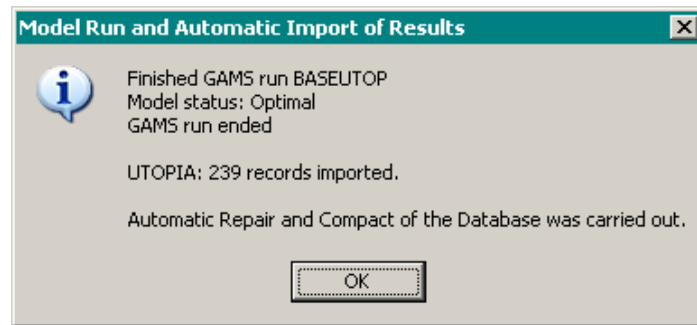 Model Run and Automatic Import of Results
Finished GAMS run BASEUTOP
Model status: Optimal
GAMS run ended
UTOPIA: 239 records imported.
Automatic Repair and Compact of the Database was carried out.
OK